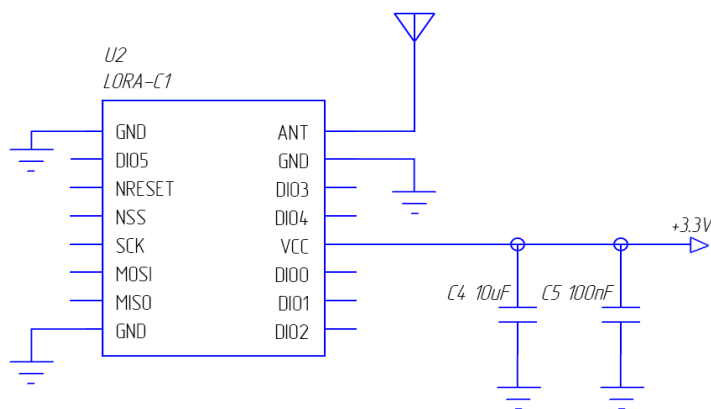 U2
LORA-C1
GND
DIO5
NRESET
NSS
SCK
MOSI
MISO
GND
ANT
GND
DIO3
DIO4
VCC
DIO0
DIO1
DIO2
+3.3V
C4 10uF
C5 100nF